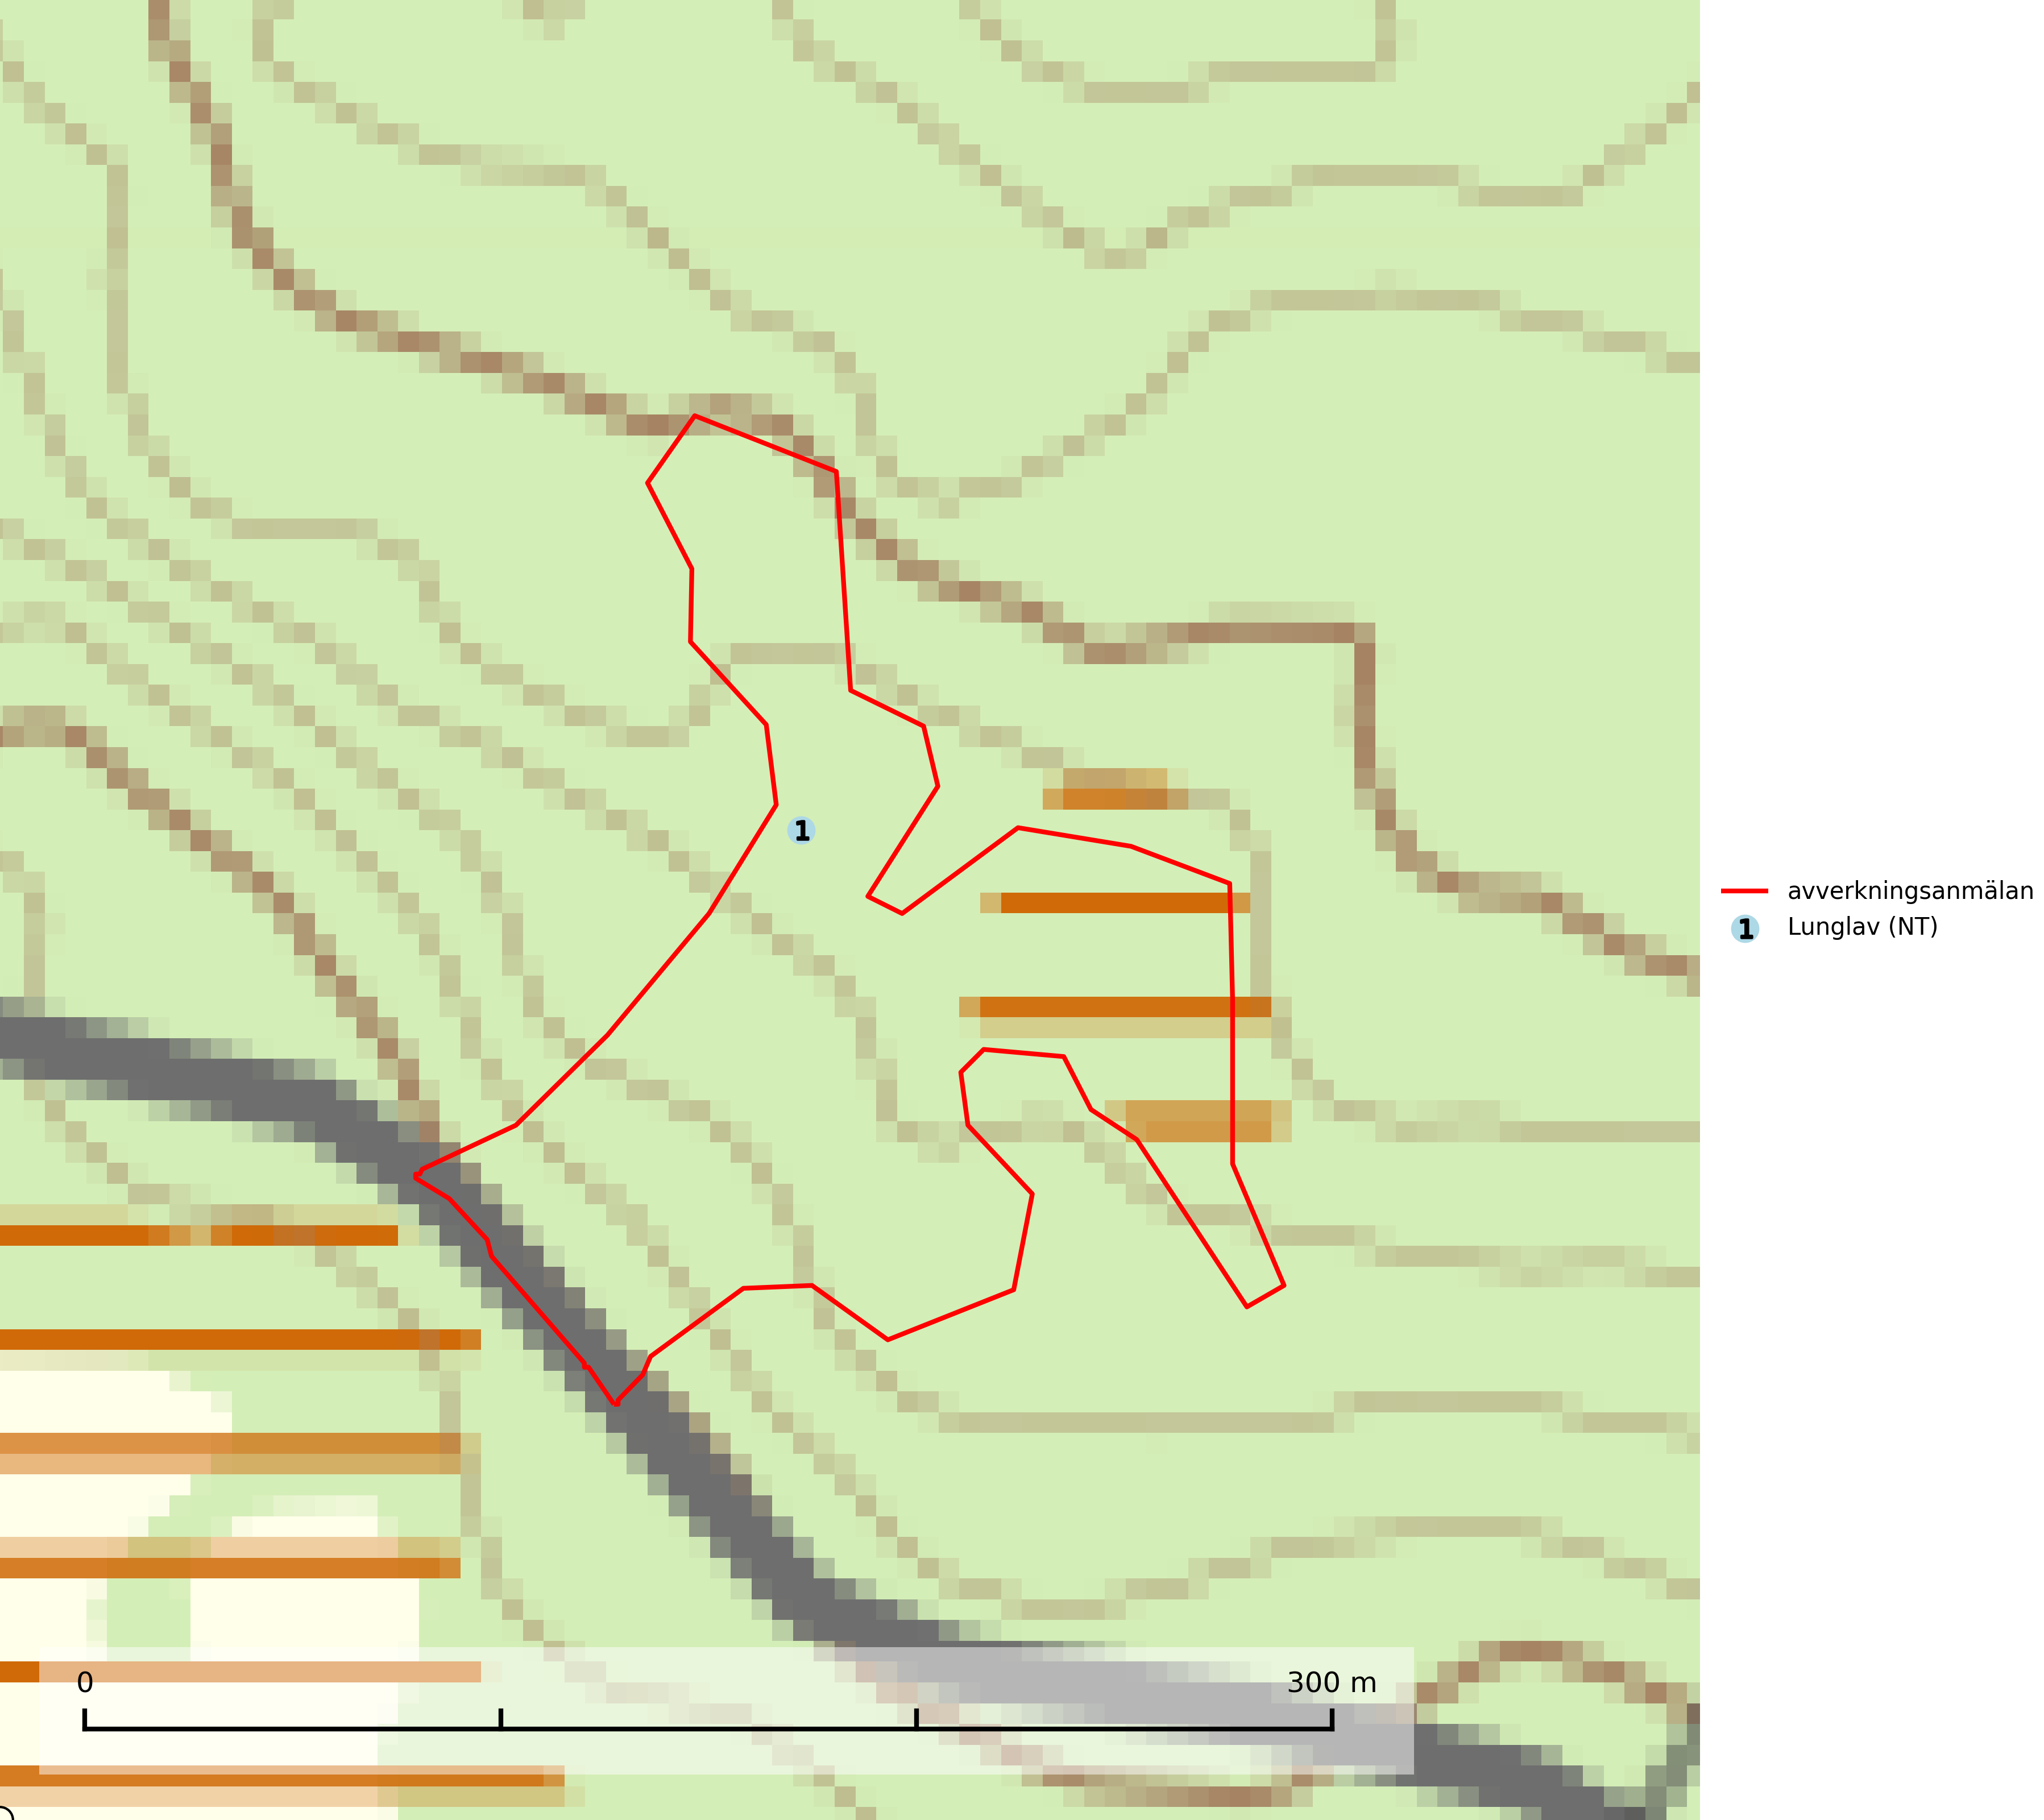 1
avverkningsanmälan
1 Lunglav (NT)
0 300 m